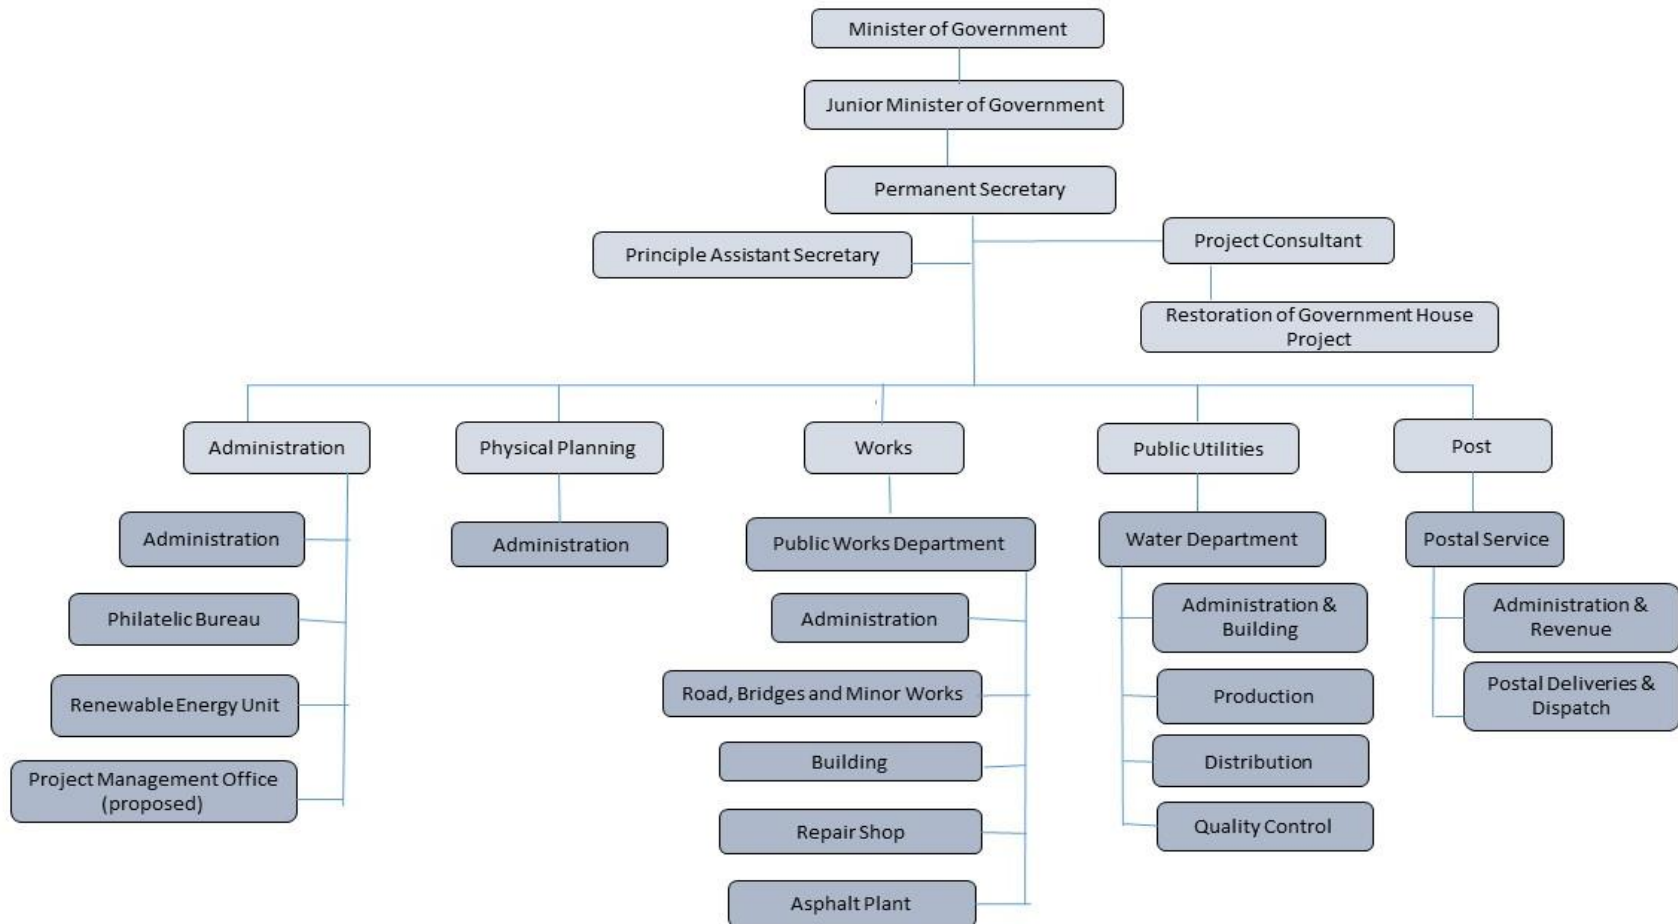 Minister of Government
Junior Minister of Government
Permanent Secretary
Principle Assistant Secretary
Project Consultant
Restoration of Government House
Project
Administration
Physical Planning
Works
Public Utilities
Post
Administration
Philatelic Bureau
Renewable Energy Unit
Project Management Office
(proposed)
Administration
Public Works Department
Administration
Road, Bridges and Minor Works
Building
Repair Shop
Asphalt Plant
Water Department
Administration &
Building
Production
Distribution
Quality Control
Postal Service
Administration &
Revenue
Postal Deliveries &
Dispatch